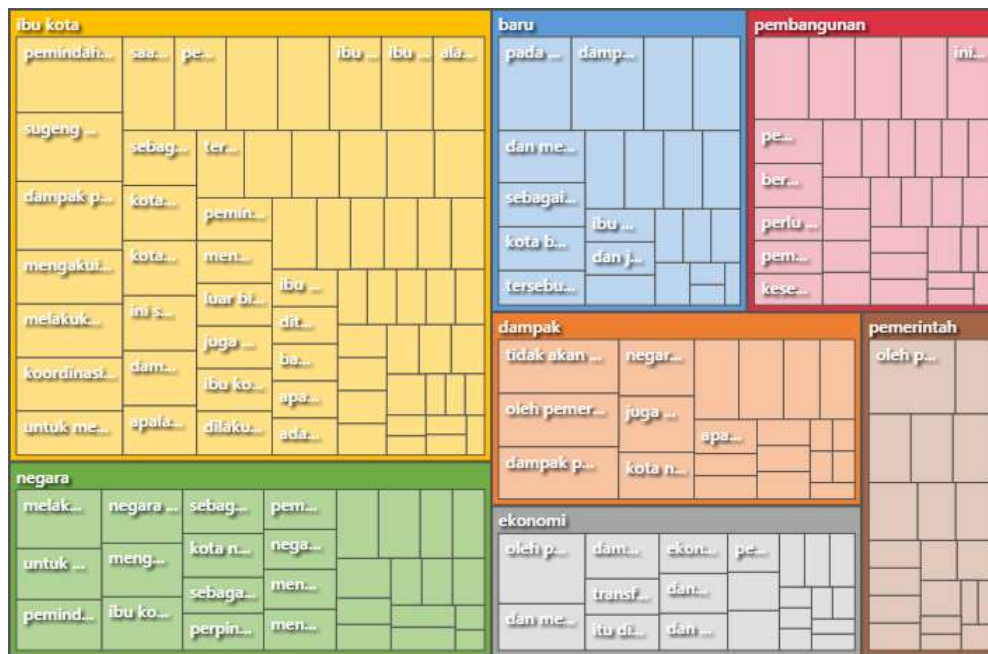 ibu kota
pemindah...
saa...
pe...
ibu ...
ibu ...
ala...
sugeng ...
sebag...
ter...
dampak p...
kota...
pemin...
mengakui...
kota...
men...
ibu ...
melakuk...
ini s...
luar bi...
dit...
koordinasi...
dam...
juga ...
ba...
untuk me...
apala...
ibu ko...
apa...
dilaku...
ada...
baru
pada ...
damp...
dan me...
sebagai...
kota b...
ibu ...
tersebu...
dan j...
pembangunan
ini...
pe...
ber...
perlu ...
pem...
kese...
dampak
tidak akan ...
negar...
oleh pemer...
juga ...
apa...
dampak p...
kota n...
pemerintah
oleh p...
negara
melak...
negara ...
sebag...
pem...
untuk ...
meng...
kota n...
nega...
pemind...
ibu ko...
sebaga...
men...
perpin...
men...
ekonomi
oleh p...
dam...
ekon...
pe...
dan me...
transf...
dan...
itu di...
dan ...